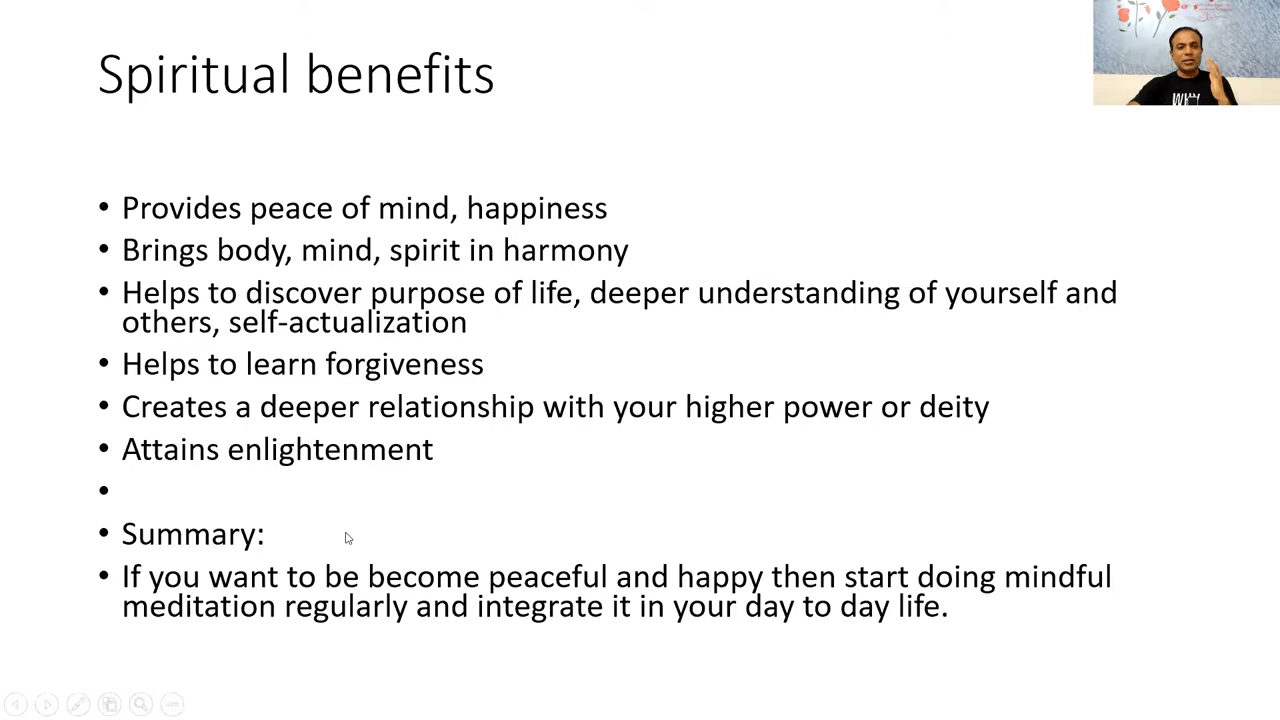 Spiritual benefits
• Provides peace of mind, happiness
• Brings body, mind, spirit in harmony
• Helps to discover purpose of life, deeper understanding of yourself and
others, self-actualization
• Helps to learn forgiveness
• Creates a deeper relationship with your higher power or deity
• Attains enlightenment
•
• Summary:
• If you want to be become peaceful and happy then start doing mindful
meditation regularly and integrate it in your day to day life.